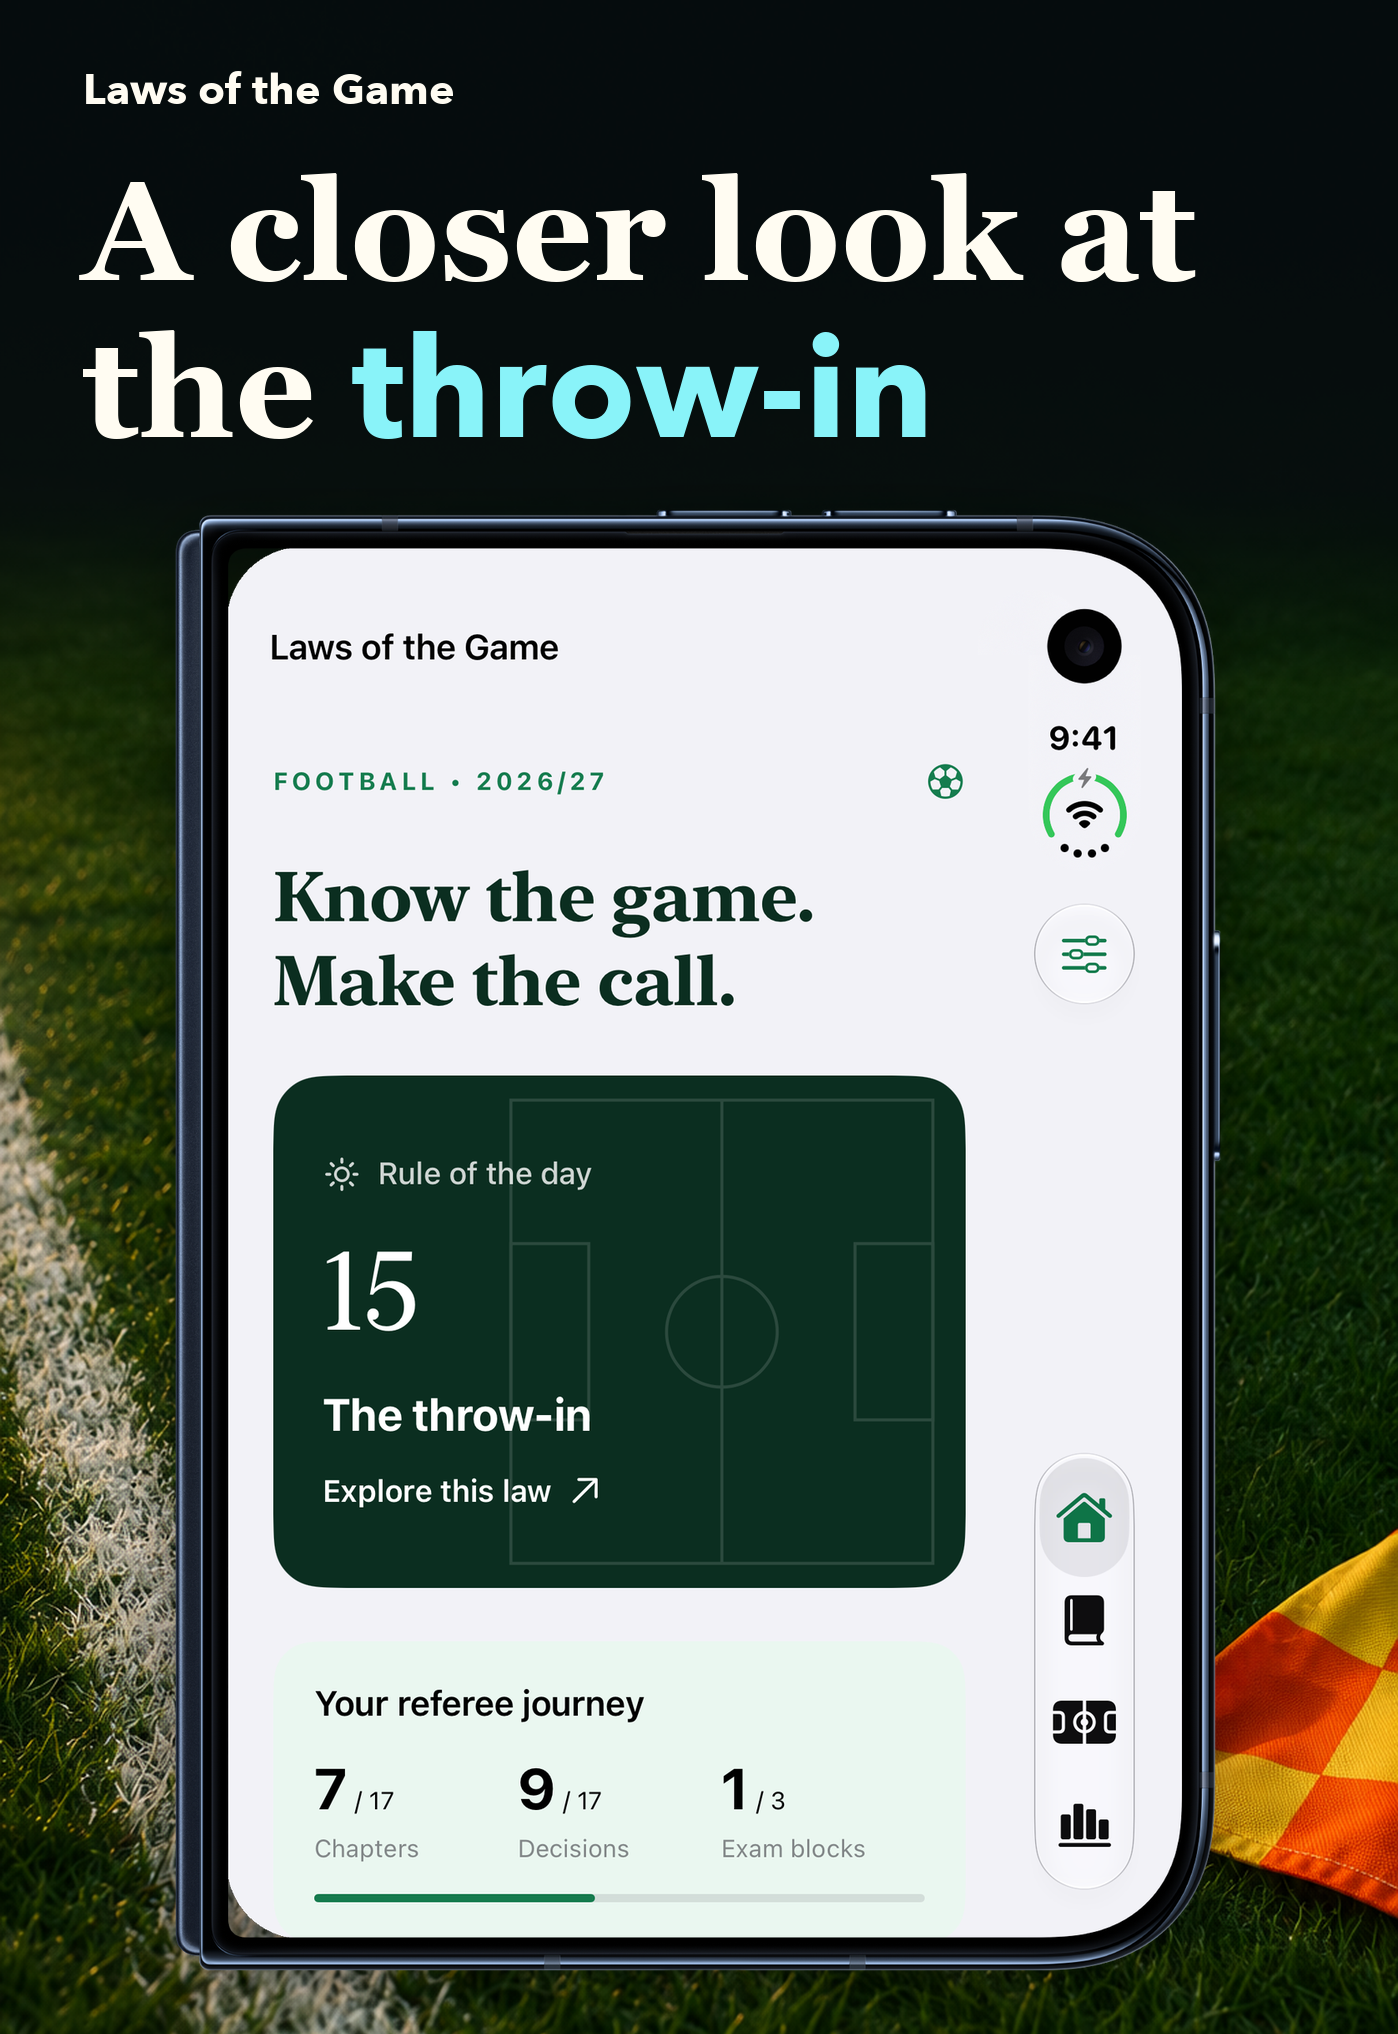 Laws of the Game
A closer look at
the throw-in
Laws of the Game
9:41
FOOTBALL • 2026/27
Know the game.
Make the call.
Rule of the day
15
The throw-in
Explore this law
Your referee journey
7 / 17
Chapters
9 / 17
Decisions
1 / 3
Exam blocks